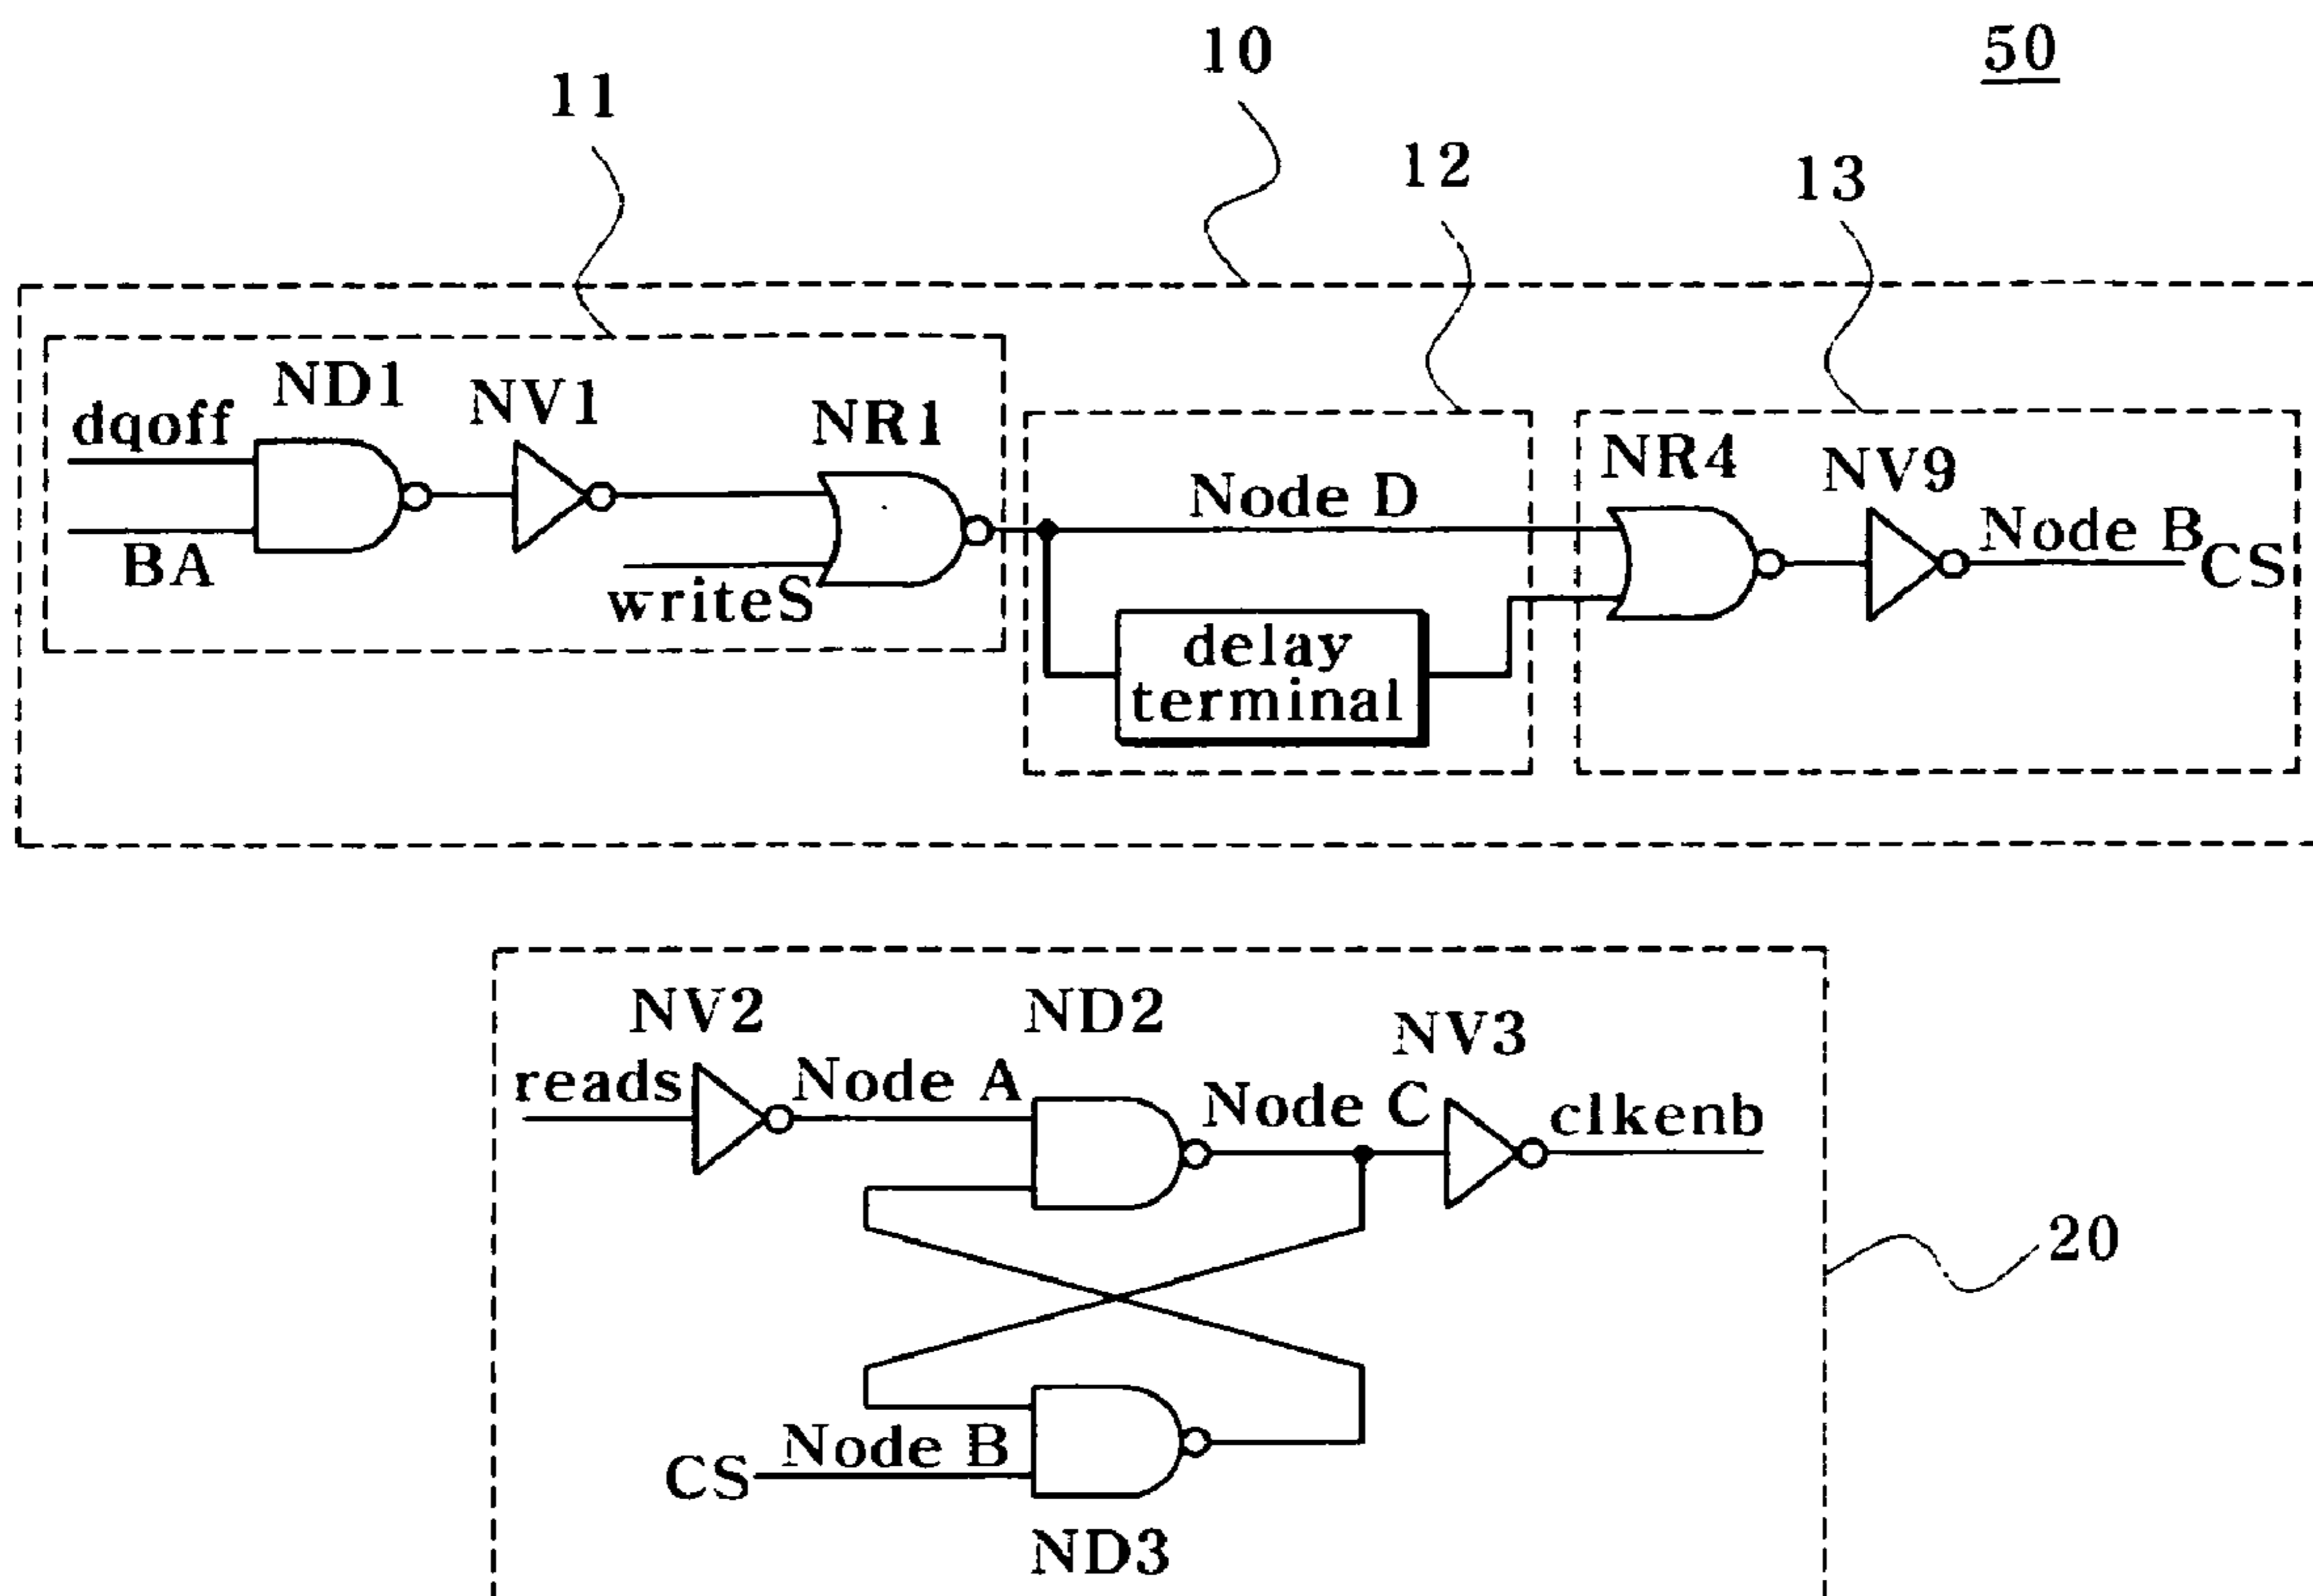 50
10
11
12
13
ND1
NV1
NR1
dqoff
BA
writeS
Node D
delay
terminal
NR4
NV9
Node B
CS
NV2
ND2
NV3
reads
Node A
Node C
clkenb
20
Node B
CS
ND3